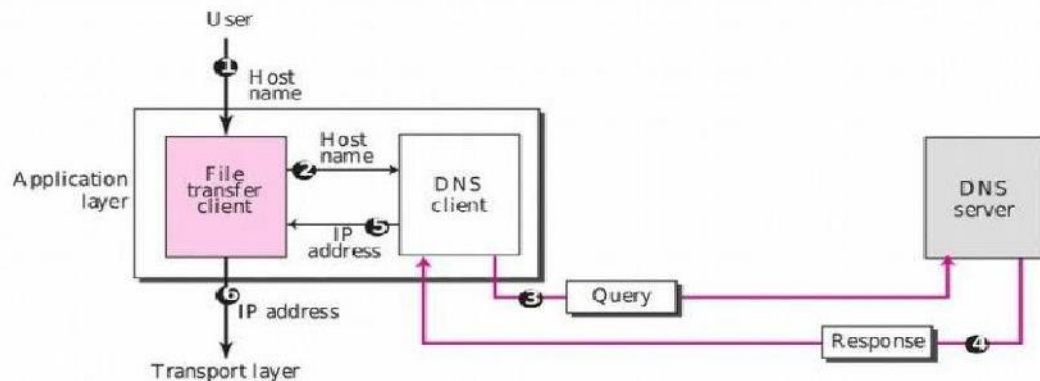 User
1
Host
name
Application
layer
File
transfer
client
Host
name
2
5
IP
address
DNS
client
DNS
server
3
Query
Response
4
6
IP address
Transport layer